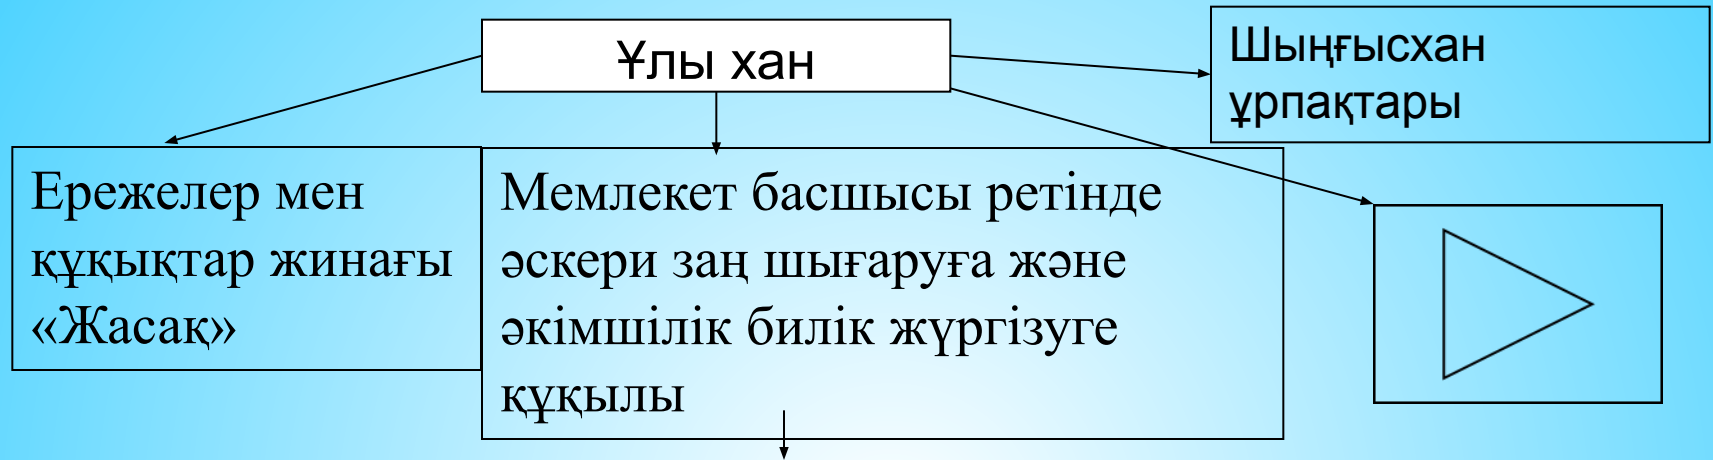 Ұлы хан
Шыңғысхан
ұрпақтары
Ережелер мен
құқықтар жинағы
«Жасақ»
Мемлекет басшысы ретінде
әскери заң шығаруға және
әкімшілік билік жүргізуге
құқылы